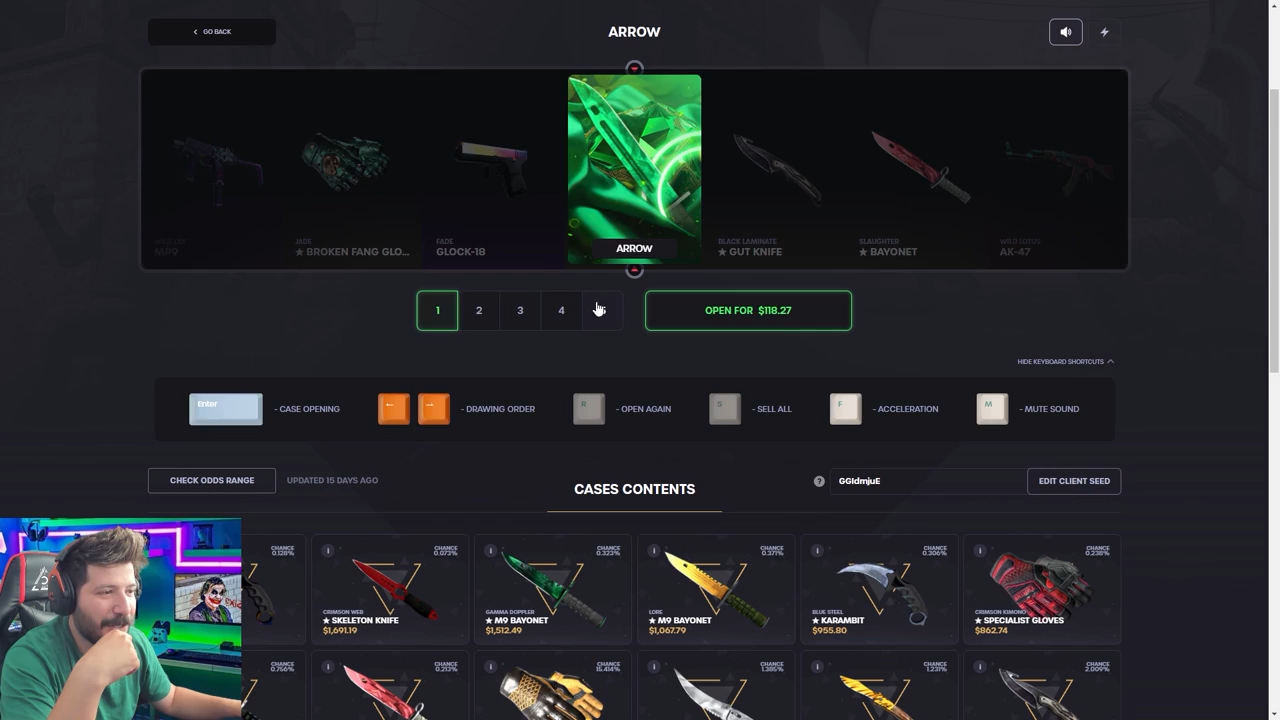 GO BACK
ARROW
JADE
★ BROKEN FANG GLO...
FADE
GLOCK-18
ARROW
BLACK LAMINATE
★ GUT KNIFE
SLAUGHTER
★ BAYONET
WILD LOTUS
AK-47
MP9
1
2
3
4
OPEN FOR $118.27
HIDE KEYBOARD SHORTCUTS
Enter
- CASE OPENING
← →
- DRAWING ORDER
R
- OPEN AGAIN
S
- SELL ALL
F
- ACCELERATION
M
- MUTE SOUND
CHECK ODDS RANGE
UPDATED 15 DAYS AGO
CASES CONTENTS
?
GGldmjuE
EDIT CLIENT SEED
CHANCE
0.128%
CHANCE
0.073%
CRIMSON WEB
★ SKELETON KNIFE
$1,691.19
CHANCE
0.323%
GAMMA DOPPLER
★ M9 BAYONET
$1,512.49
CHANCE
0.371%
LORE
★ M9 BAYONET
$1,067.79
CHANCE
0.306%
BLUE STEEL
★ KARAMBIT
$955.80
CHANCE
0.238%
CRIMSON KIMONO
★ SPECIALIST GLOVES
$862.74
CHANCE
0.756%
CHANCE
0.213%
CHANCE
15.414%
CHANCE
1.385%
CHANCE
1.231%
CHANCE
2.009%